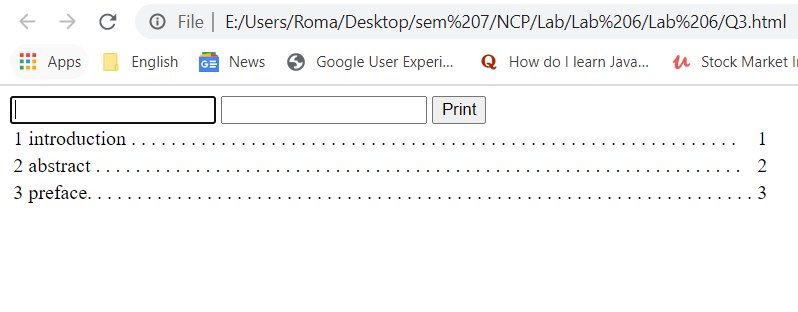 File | E:/Users/Roma/Desktop/sem%207/NCP/Lab/Lab%206/Lab%206/Q3.html
Apps English News Google User Experi... How do I learn Java... Stock Market In
Print
1 introduction . . . . . . . . . . . . . . . . . . . . . . . . . . . . . . . . . . . . . . . . . . . . . . . . . . . . . . . . . . . . . 1
2 abstract . . . . . . . . . . . . . . . . . . . . . . . . . . . . . . . . . . . . . . . . . . . . . . . . . . . . . . . . . . . . . . . . . 2
3 preface. . . . . . . . . . . . . . . . . . . . . . . . . . . . . . . . . . . . . . . . . . . . . . . . . . . . . . . . . . . . . . . . . . . 3